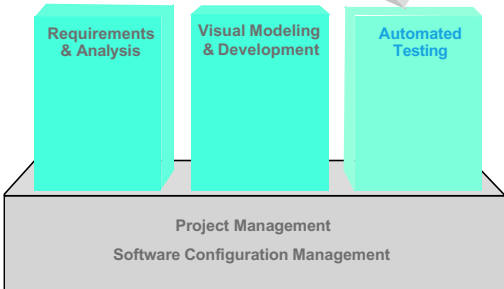 Requirements
& Analysis
Visual Modeling
& Development
Automated
Testing
Project Management
Software Configuration Management